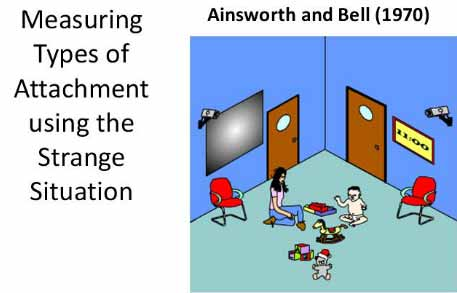 Measuring
Types of
Attachment
using the
Strange
Situation
Ainsworth and Bell (1970)
11:00